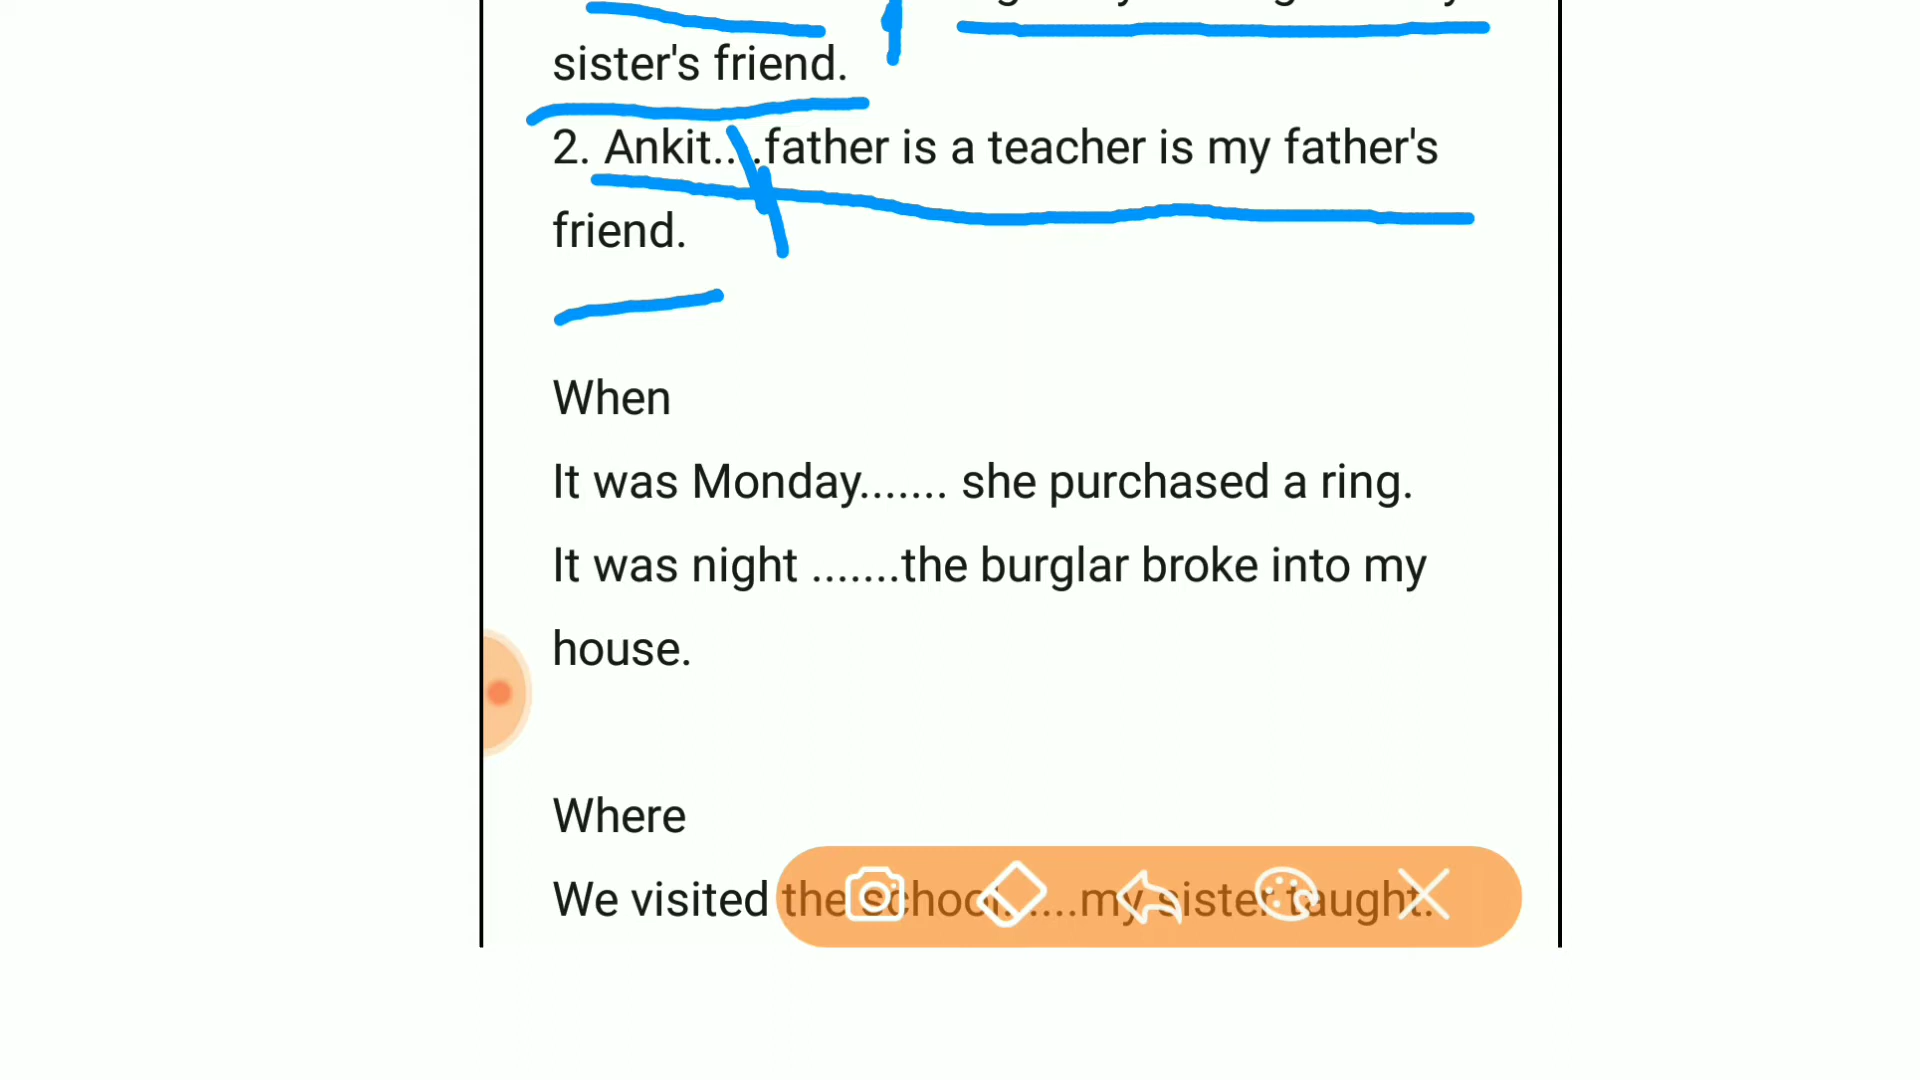 sister's friend.
2. Ankit....father is a teacher is my father's
friend.
When
It was Monday....... she purchased a ring.
It was night .......the burglar broke into my
house.
Where
We visited the school......my sister taught.